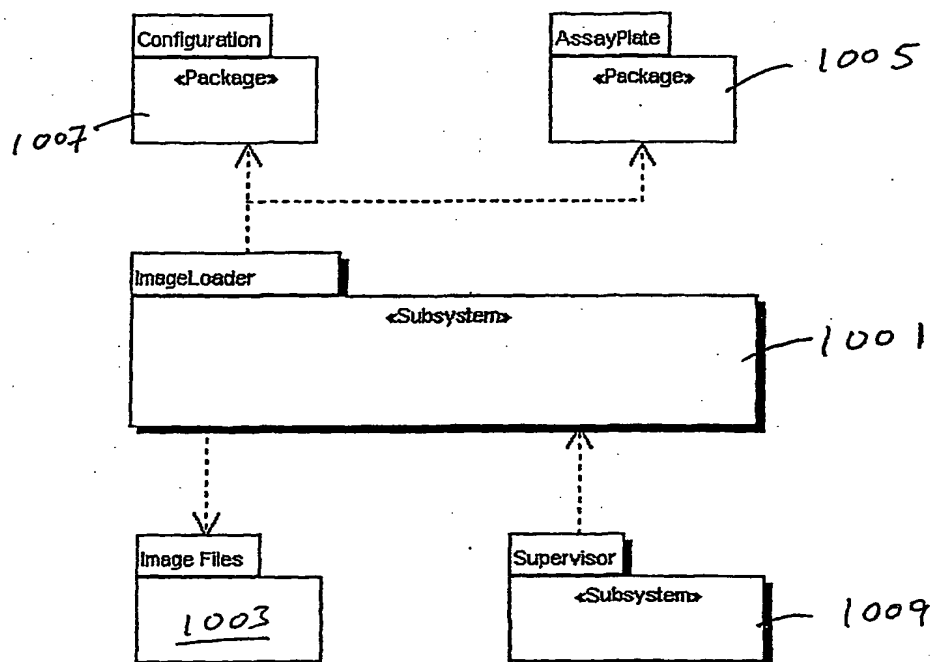 Configuration
«Package»
1007
AssayPlate
«Package»
1005
ImageLoader
«Subsystem»
1001
Image Files
1003
Supervisor
«Subsystem»
1009